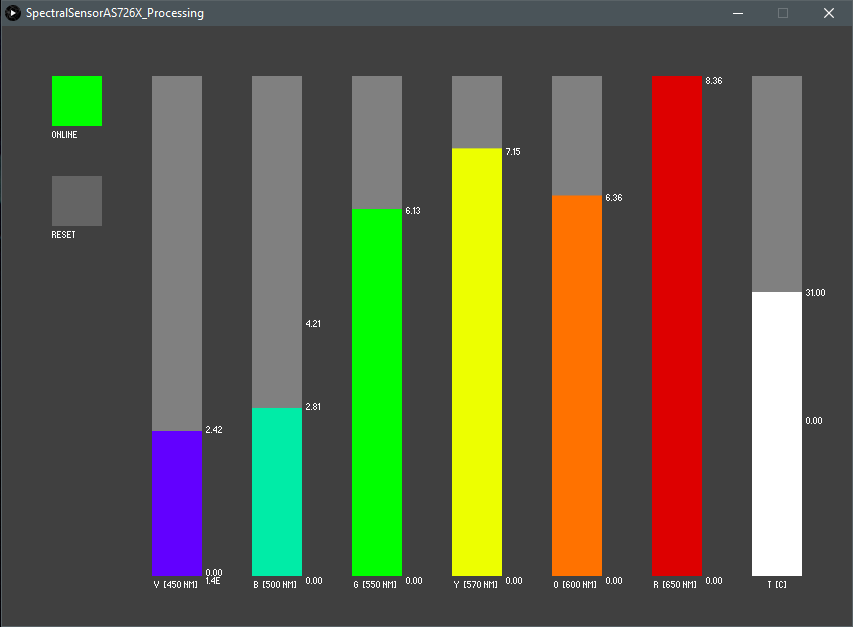 SpectralSensorAS726X_Processing
ONLINE
RESET
2.42
0.00
1.4E
V [450 NM]
4.21
2.81
0.00
B [500 NM]
6.13
0.00
G [550 NM]
7.15
0.00
Y [570 NM]
6.36
0.00
O [600 NM]
8.36
0.00
R [650 NM]
31.00
0.00
T [C]